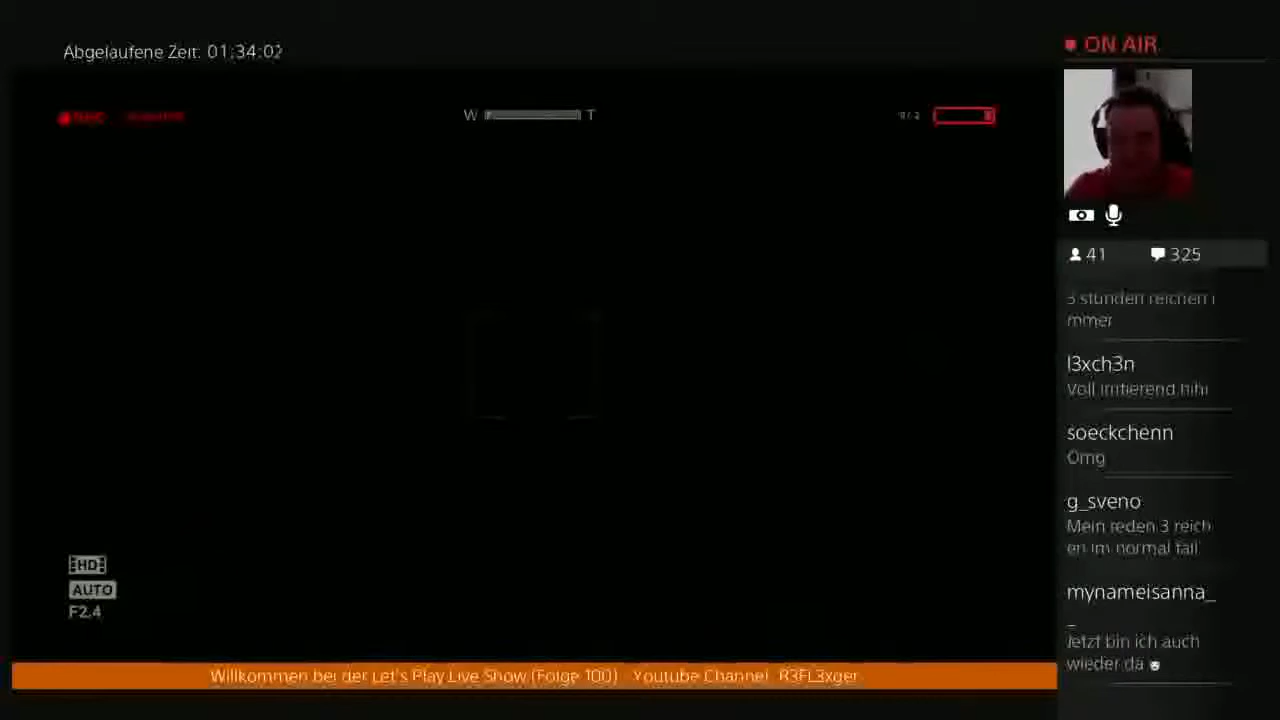 Abgelaufene Zeit: 01:34:02
ON AIR
REC
W T
41 325
3 stunden reichen i
mmer
l3xch3n
Voll irritierend hihi
soeckchenn
Omg
g_sveno
Mein reden 3 reich
en im normal fall
mynameisanna_
_
Jetzt bin ich auch
wieder da
HD
AUTO
F2.4
Willkommen bei der Let's Play Live Show (Folge 100) Youtube Channel R3FL3xger